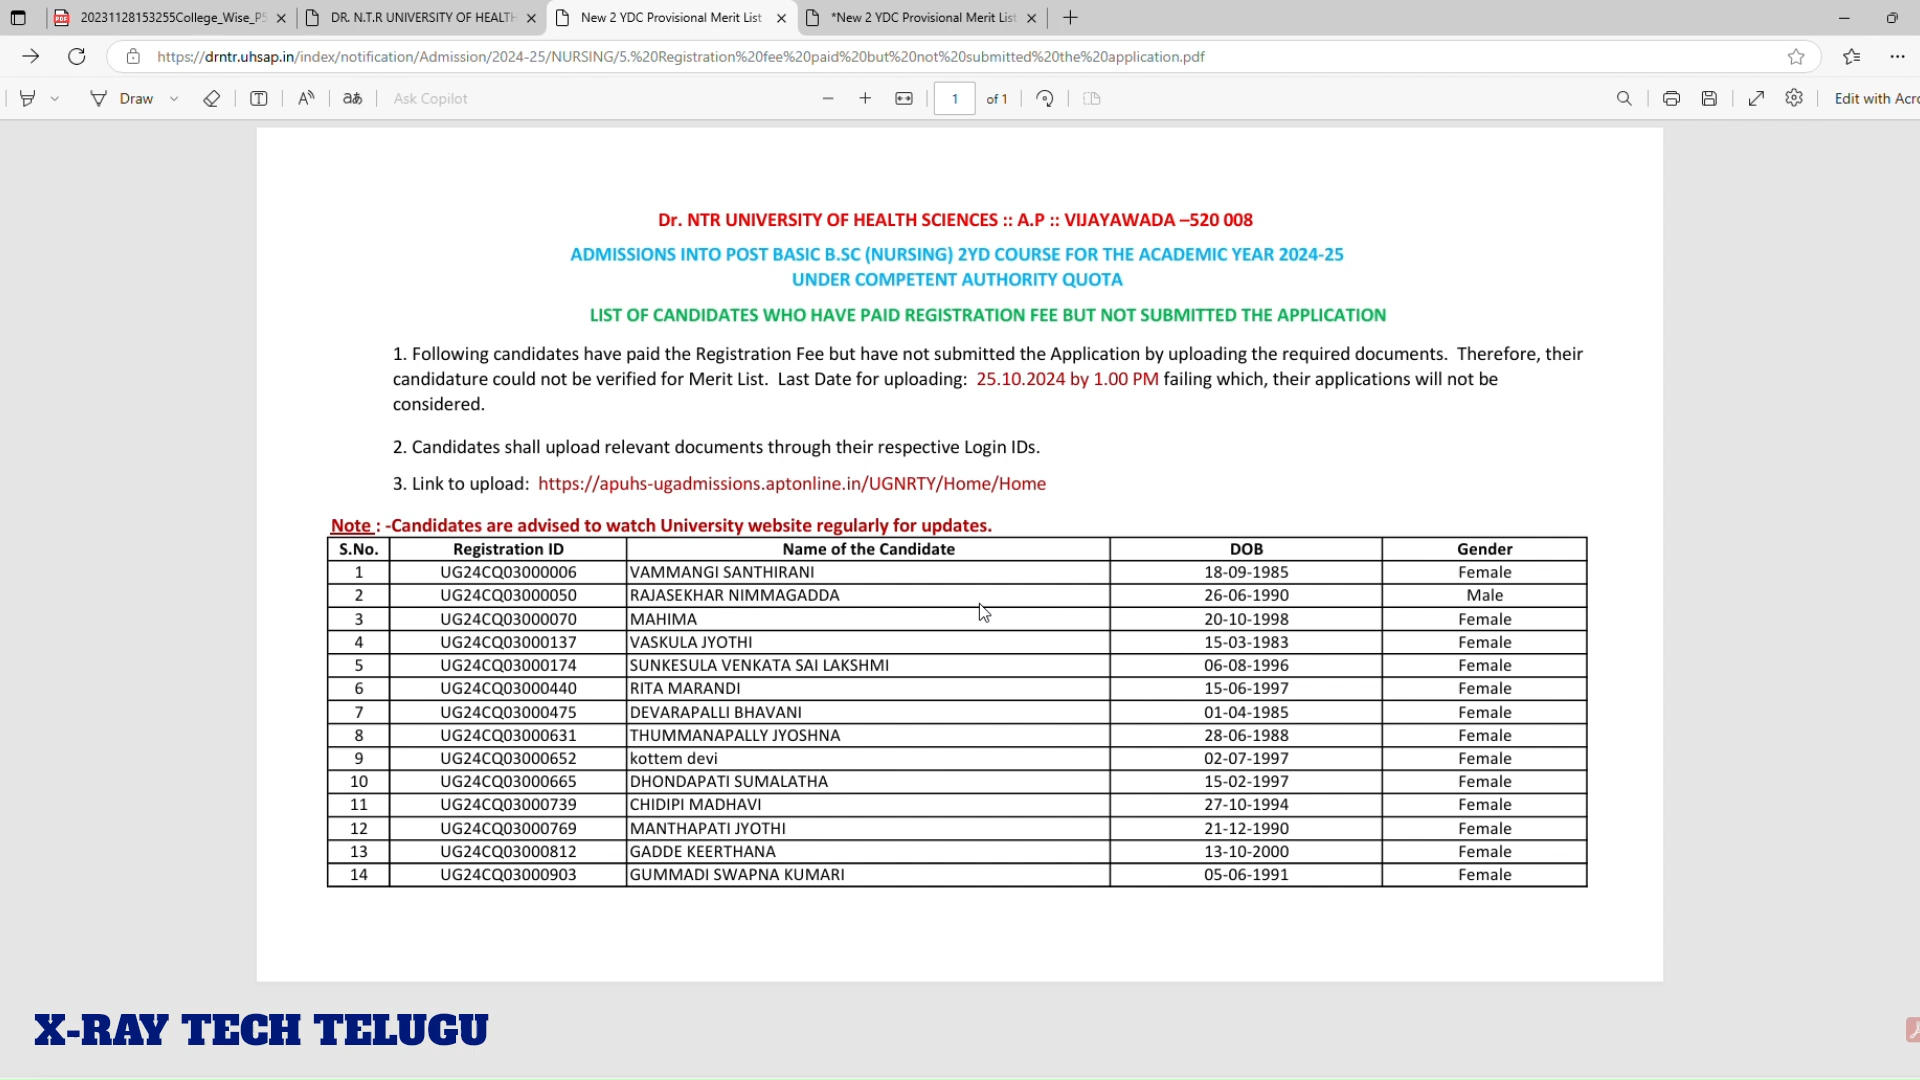 20231128153255College_Wise_P
DR. N.T.R UNIVERSITY OF HEALTH
New 2 YDC Provisional Merit List
*New 2 YDC Provisional Merit List
https://drntr.uhsap.in/index/notification/Admission/2024-25/NURSING/5.%20Registration%20fee%20paid%20but%20not%20submitted%20the%20application.pdf
Draw
Ask Copilot
1 of 1
Edit with Acro
Dr. NTR UNIVERSITY OF HEALTH SCIENCES :: A.P :: VIJAYAWADA –520 008
ADMISSIONS INTO POST BASIC B.SC (NURSING) 2YD COURSE FOR THE ACADEMIC YEAR 2024-25
UNDER COMPETENT AUTHORITY QUOTA
LIST OF CANDIDATES WHO HAVE PAID REGISTRATION FEE BUT NOT SUBMITTED THE APPLICATION
1. Following candidates have paid the Registration Fee but have not submitted the Application by uploading the required documents. Therefore, their
candidature could not be verified for Merit List. Last Date for uploading: 25.10.2024 by 1.00 PM failing which, their applications will not be
considered.
2. Candidates shall upload relevant documents through their respective Login IDs.
3. Link to upload: https://apuhs-ugadmissions.aptonline.in/UGNRTY/Home/Home
Note : -Candidates are advised to watch University website regularly for updates.
S.No. Registration ID Name of the Candidate DOB Gender
1 UG24CQ03000006 VAMMANGI SANTHIRANI 18-09-1985 Female
2 UG24CQ03000050 RAJASEKHAR NIMMAGADDA 26-06-1990 Male
3 UG24CQ03000070 MAHIMA 20-10-1998 Female
4 UG24CQ03000137 VASKULA JYOTHI 15-03-1983 Female
5 UG24CQ03000174 SUNKESULA VENKATA SAI LAKSHMI 06-08-1996 Female
6 UG24CQ03000440 RITA MARANDI 15-06-1997 Female
7 UG24CQ03000475 DEVARAPALLI BHAVANI 01-04-1985 Female
8 UG24CQ03000631 THUMMANAPALLY JYOSHNA 28-06-1988 Female
9 UG24CQ03000652 kottem devi 02-07-1997 Female
10 UG24CQ03000665 DHONDAPATI SUMALATHA 15-02-1997 Female
11 UG24CQ03000739 CHIDIPI MADHAVI 27-10-1994 Female
12 UG24CQ03000769 MANTHAPATI JYOTHI 21-12-1990 Female
13 UG24CQ03000812 GADDE KEERTHANA 13-10-2000 Female
14 UG24CQ03000903 GUMMADI SWAPNA KUMARI 05-06-1991 Female
X-RAY TECH TELUGU